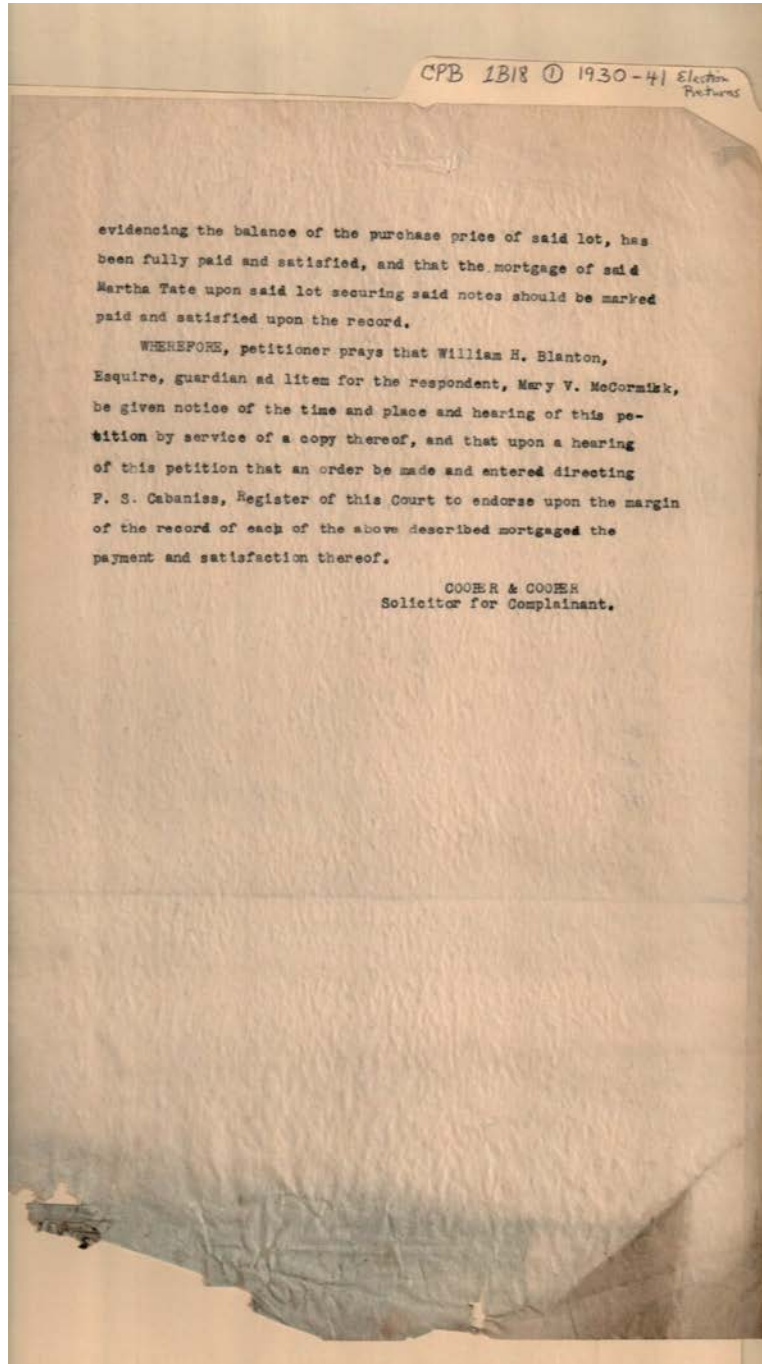 CPB 1B18 ① 1930-41 Election
Returns
evidencing the balance of the purchase price of said lot, has
been fully paid and satisfied, and that the mortgage of said
Martha Tate upon said lot securing said notes should be marked
paid and satisfied upon the record.
WHEREFORE, petitioner prays that William H. Blanton,
Esquire, guardian ad litem for the respondent, Mary V. McCormikk,
be given notice of the time and place and hearing of this pe-
tition by service of a copy thereof, and that upon a hearing
of this petition that an order be made and entered directing
F. S. Cabaniss, Register of this Court to endorse upon the margin
of the record of each of the above described mortgaged the
payment and satisfaction thereof.
COOPER & COOPER
Solicitor for Complainant.